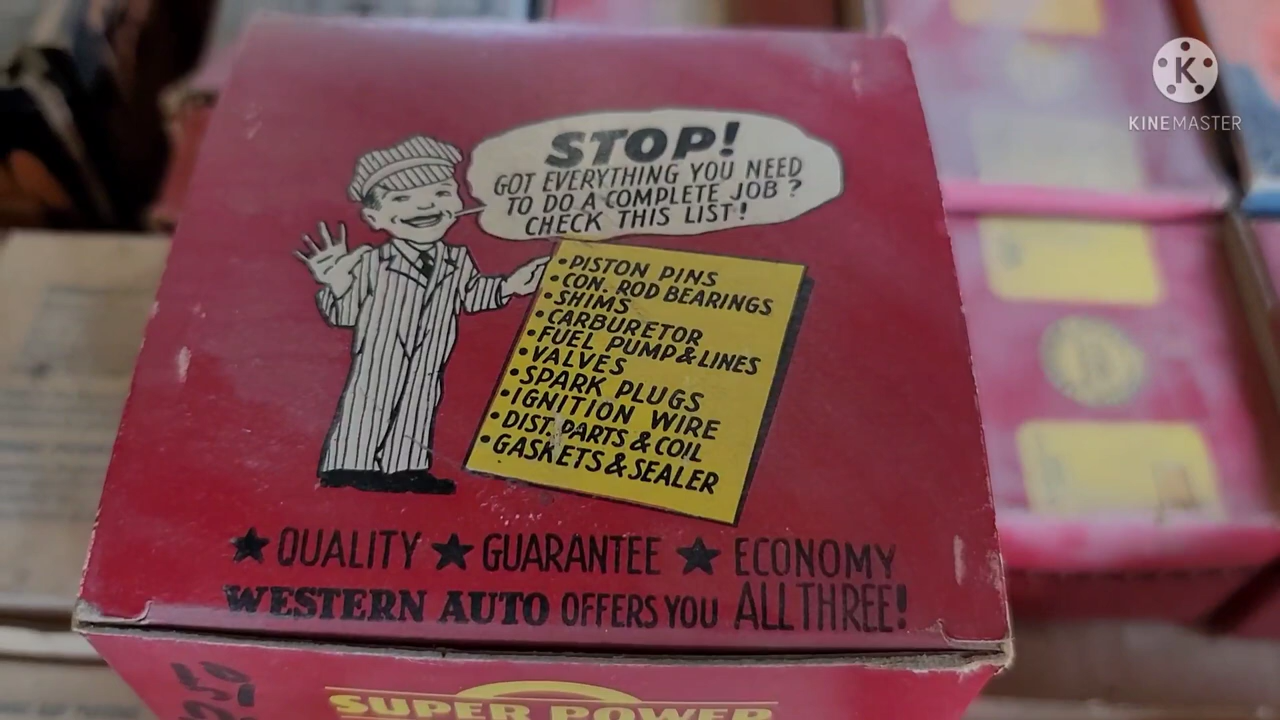 KINEMASTER
STOP!
GOT EVERYTHING YOU NEED
TO DO A COMPLETE JOB?
CHECK THIS LIST!
•PISTON PINS
•CON. ROD BEARINGS
•SHIMS
•CARBURETOR
•FUEL PUMP & LINES
•VALVES
•SPARK PLUGS
•IGNITION WIRE
•DIST. PARTS & COIL
•GASKETS & SEALER
★ QUALITY ★ GUARANTEE ★ ECONOMY
WESTERN AUTO OFFERS YOU ALL THREE!
SUPER POWER